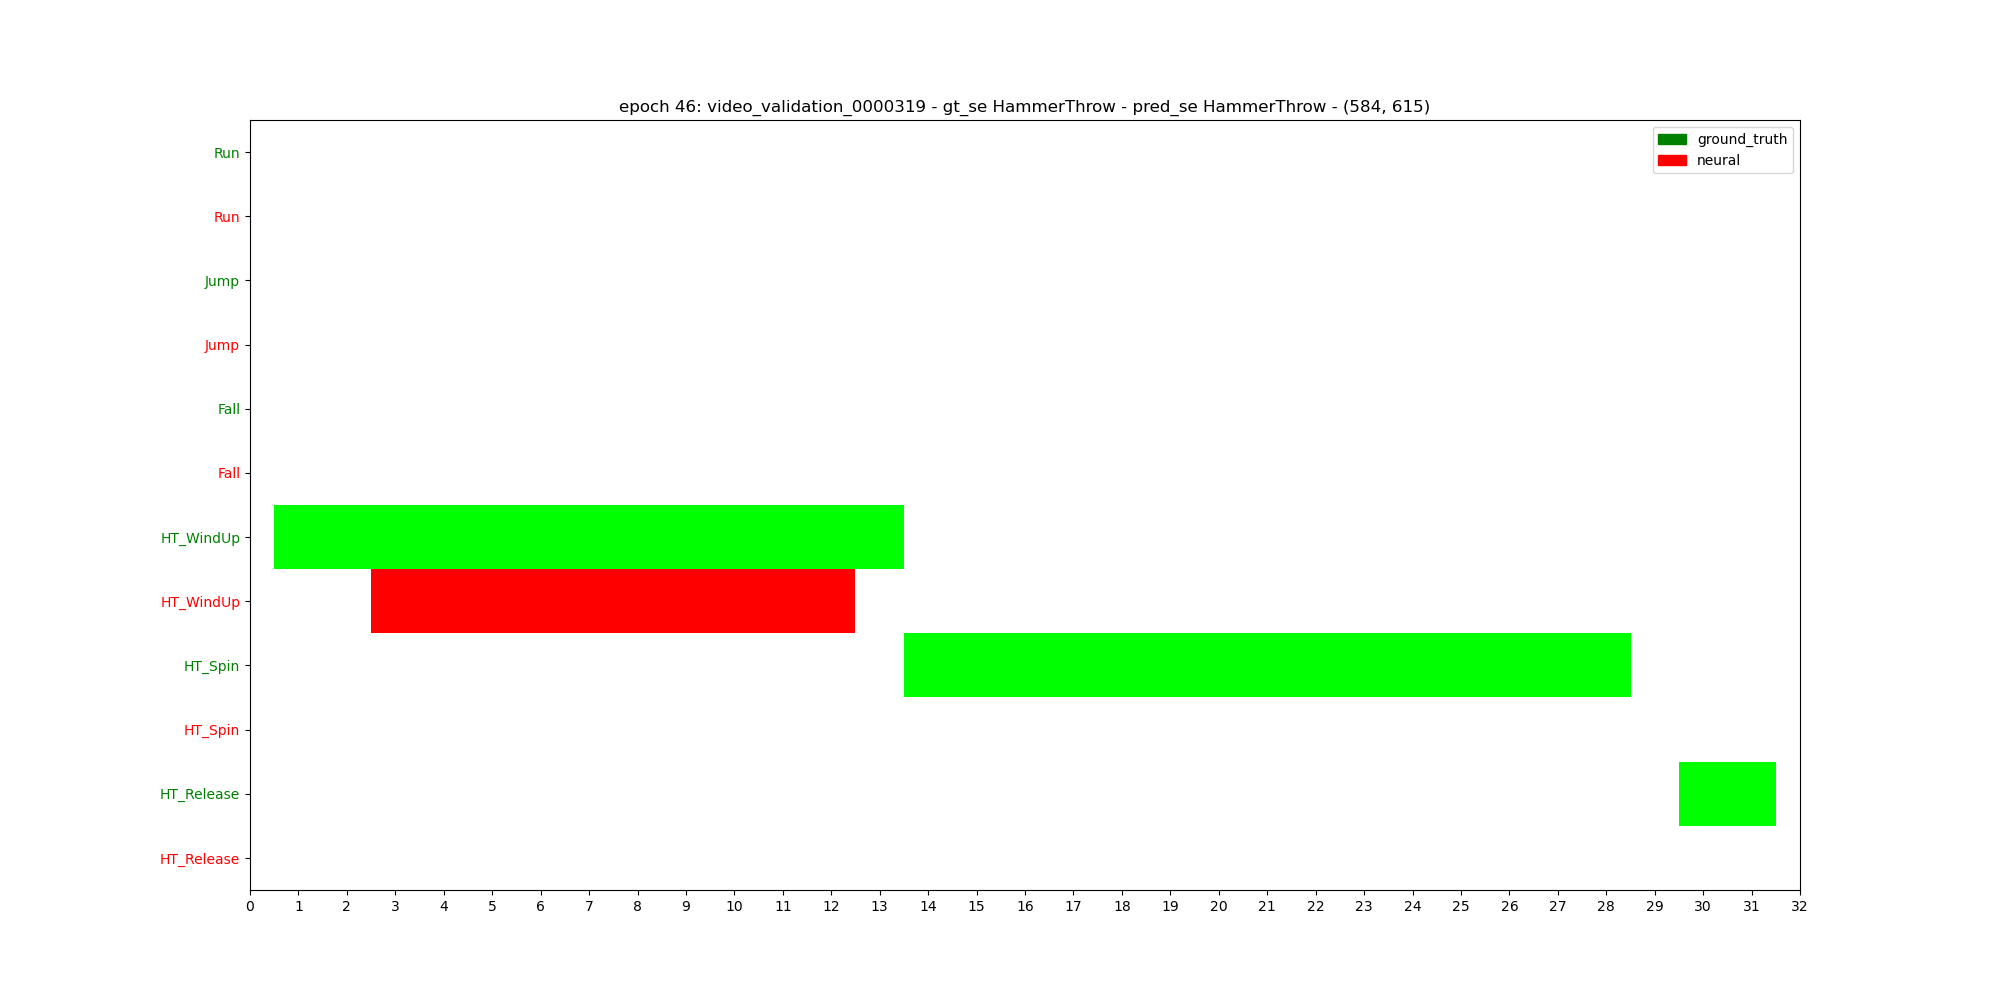 epoch 46: video_validation_0000319 - gt_se HammerThrow - pred_se HammerThrow - (584, 615)
ground_truth
neural
Run
Run
Jump
Jump
Fall
Fall
HT_WindUp
HT_WindUp
HT_Spin
HT_Spin
HT_Release
HT_Release
0 1 2 3 4 5 6 7 8 9 10 11 12 13 14 15 16 17 18 19 20 21 22 23 24 25 26 27 28 29 30 31 32